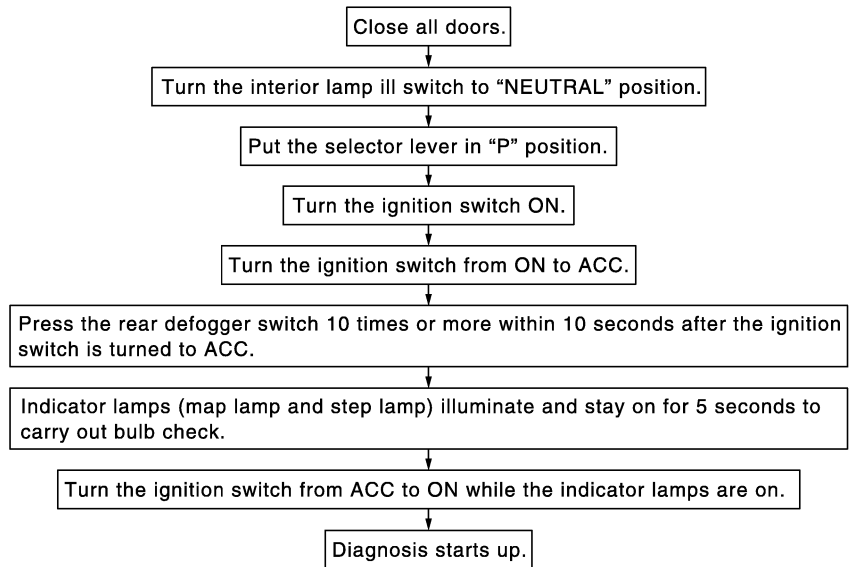 Close all doors.
Turn the interior lamp ill switch to “NEUTRAL” position.
Put the selector lever in “P” position.
Turn the ignition switch ON.
Turn the ignition switch from ON to ACC.
Press the rear defogger switch 10 times or more within 10 seconds after the ignition
switch is turned to ACC.
Indicator lamps (map lamp and step lamp) illuminate and stay on for 5 seconds to
carry out bulb check.
Turn the ignition switch from ACC to ON while the indicator lamps are on.
Diagnosis starts up.